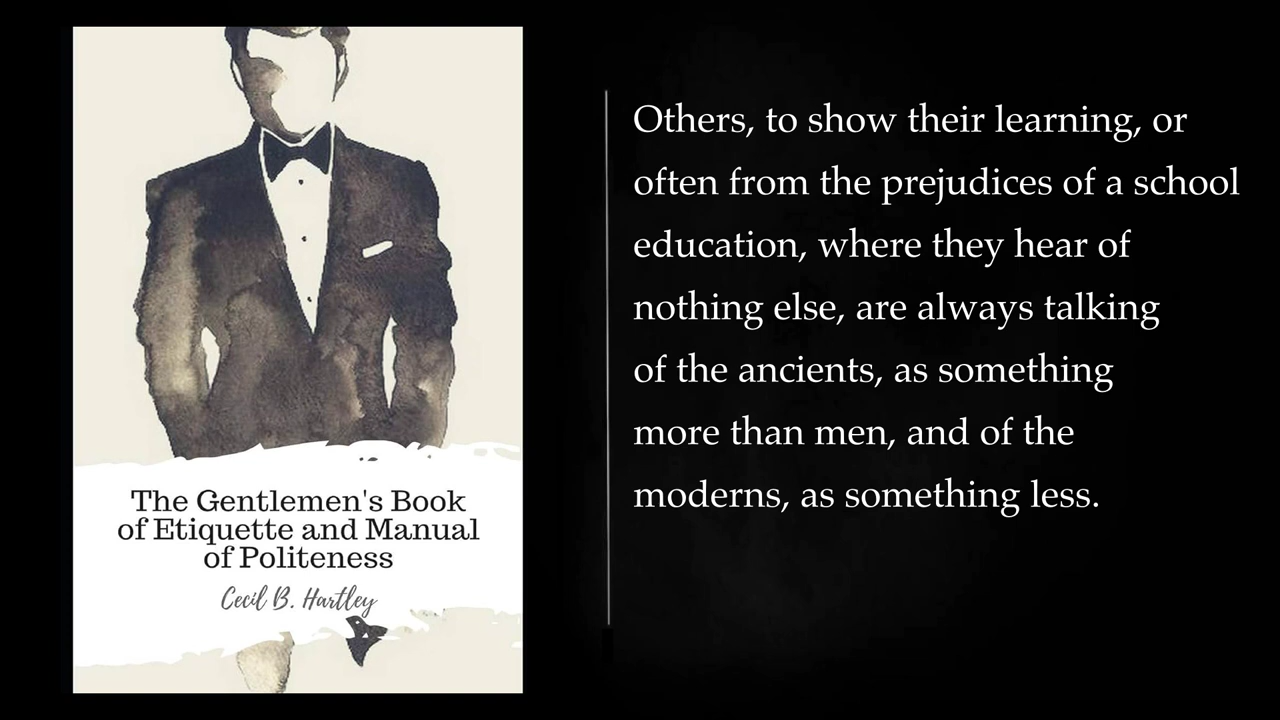 The Gentlemen's Book
of Etiquette and Manual
of Politeness
Cecil B. Hartley
Others, to show their learning, or
often from the prejudices of a school
education, where they hear of
nothing else, are always talking
of the ancients, as something
more than men, and of the
moderns, as something less.